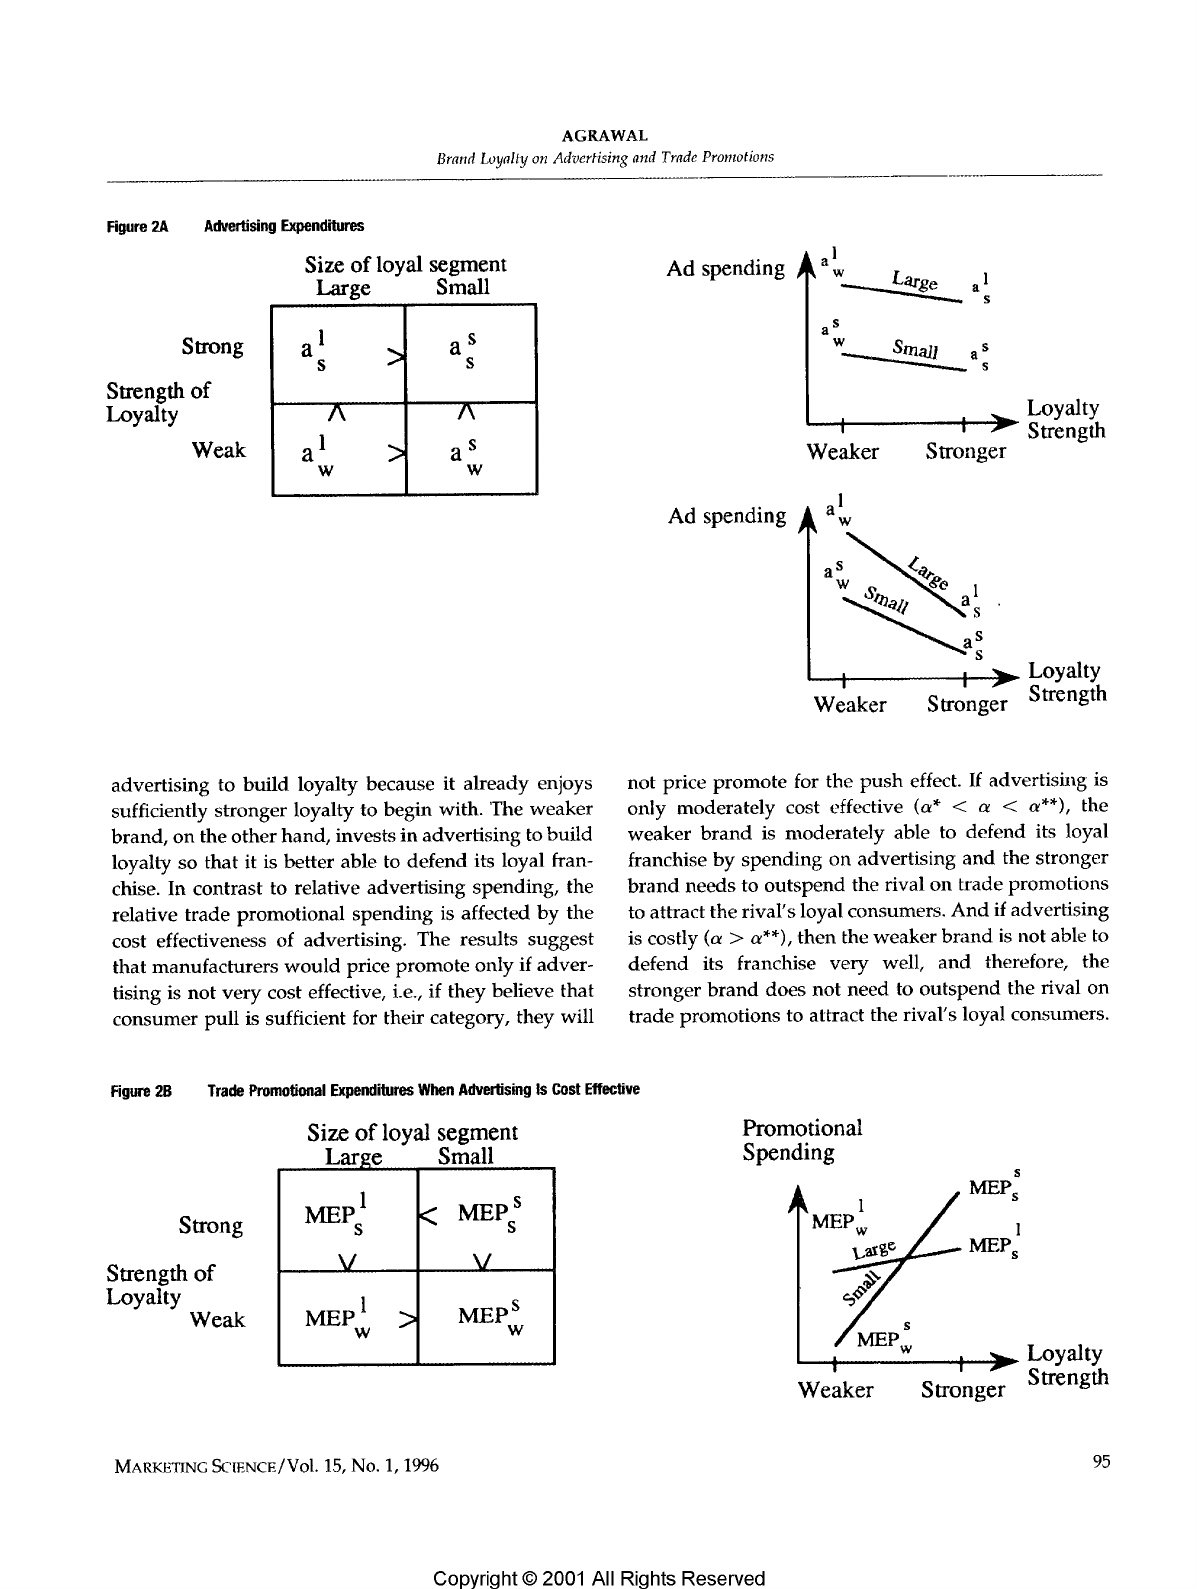 AGRAWAL
Brand Loyalty on Advertising and Trade Promotions
Figure 2A Advertising Expenditures
Size of loyal segment
Large Small
Strong
a l s > a s s
Strength of
Loyalty
Λ Λ
Weak
a l w > a s w
Ad spending
a l w
Large
a l s
a s w
Small
a s s
Loyalty
Strength
Weaker Stronger
Ad spending
a l w
Large
a s w
Small
a l s
a s s
Loyalty
Strength
Weaker Stronger
advertising to build loyalty because it already enjoys
sufficiently stronger loyalty to begin with. The weaker
brand, on the other hand, invests in advertising to build
loyalty so that it is better able to defend its loyal fran-
chise. In contrast to relative advertising spending, the
relative trade promotional spending is affected by the
cost effectiveness of advertising. The results suggest
that manufacturers would price promote only if adver-
tising is not very cost effective, i.e., if they believe that
consumer pull is sufficient for their category, they will
not price promote for the push effect. If advertising is
only moderately cost effective (α* < α < α**), the
weaker brand is moderately able to defend its loyal
franchise by spending on advertising and the stronger
brand needs to outspend the rival on trade promotions
to attract the rival's loyal consumers. And if advertising
is costly (α > α**), then the weaker brand is not able to
defend its franchise very well, and therefore, the
stronger brand does not need to outspend the rival on
trade promotions to attract the rival's loyal consumers.
Figure 2B Trade Promotional Expenditures When Advertising Is Cost Effective
Size of loyal segment
Large Small
Strong
MEP l s < MEP s s
Strength of
Loyalty
V V
Weak
MEP l w > MEP s w
Promotional
Spending
MEP s s
MEP l w
MEP l s
Large
Small
MEP s w
Loyalty
Strength
Weaker Stronger
MARKETING SCIENCE/Vol. 15, No. 1, 1996
95
Copyright © 2001 All Rights Reserved